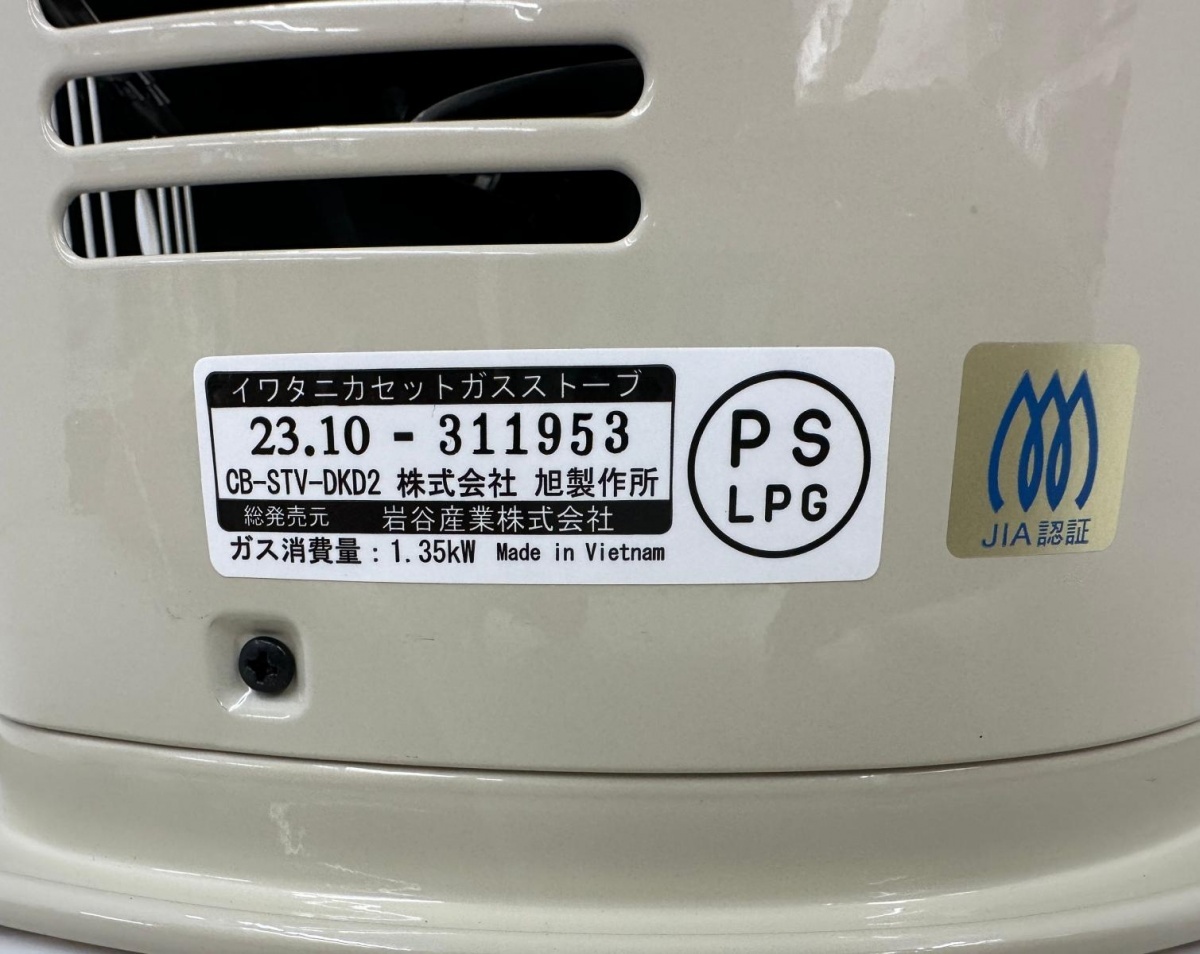 イワタニカセットガスストーブ
23.10 - 311953
CB-STV-DKD2 株式会社 旭製作所
総発売元 岩谷産業株式会社
ガス消費量：1.35kW Made in Vietnam
PS
LPG
JIA認証